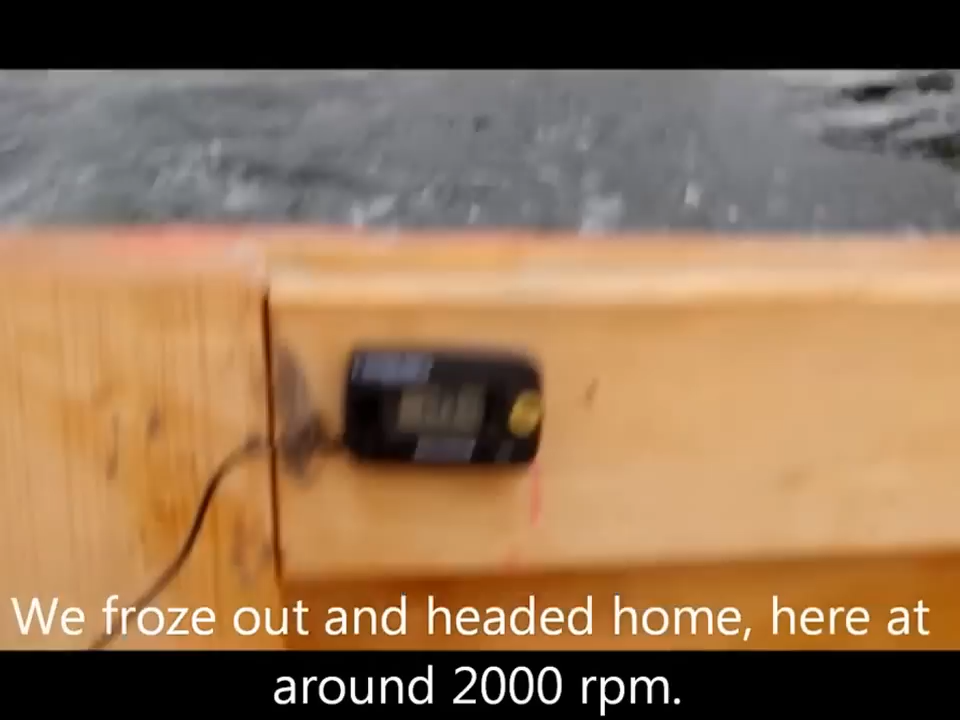 We froze out and headed home, here at
around 2000 rpm.